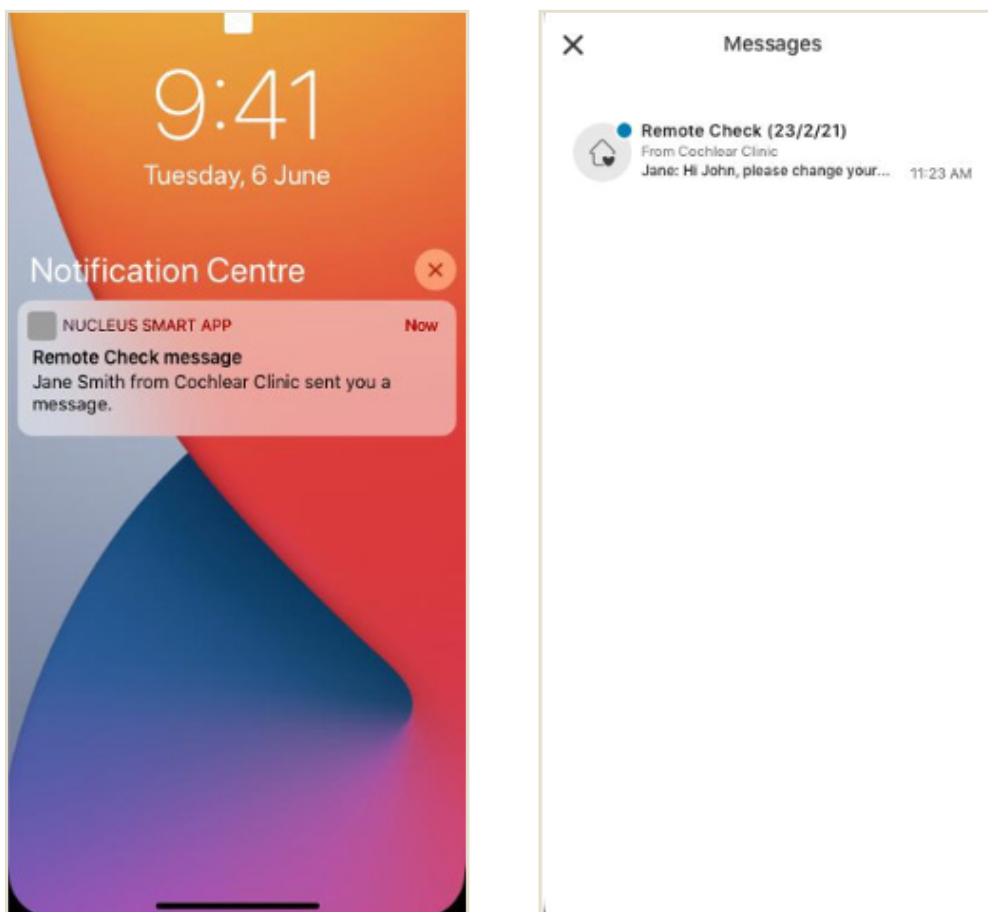 9:41
Tuesday, 6 June
Notification Centre
NUCLEUS SMART APP Now
Remote Check message
Jane Smith from Cochlear Clinic sent you a
message.
Messages
Remote Check (23/2/21)
From Cochlear Clinic
Jane: Hi John, please change your... 11:23 AM